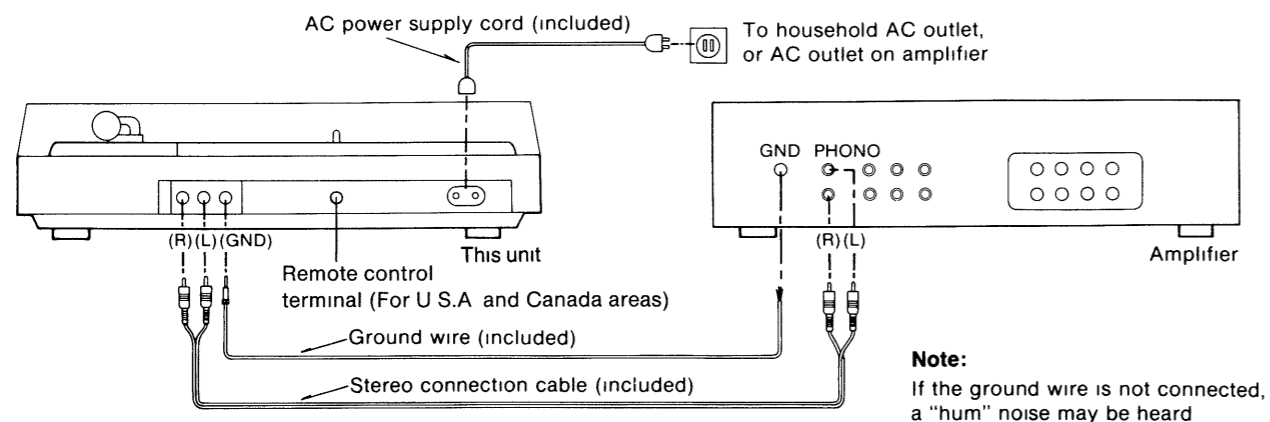 AC power supply cord (included)
To household AC outlet,
or AC outlet on amplifier
GND PHONO
(R) (L) (GND)
This unit
(R) (L)
Amplifier
Remote control
terminal (For U S.A and Canada areas)
Ground wire (included)
Stereo connection cable (included)
Note:
If the ground wire is not connected,
a “hum” noise may be heard